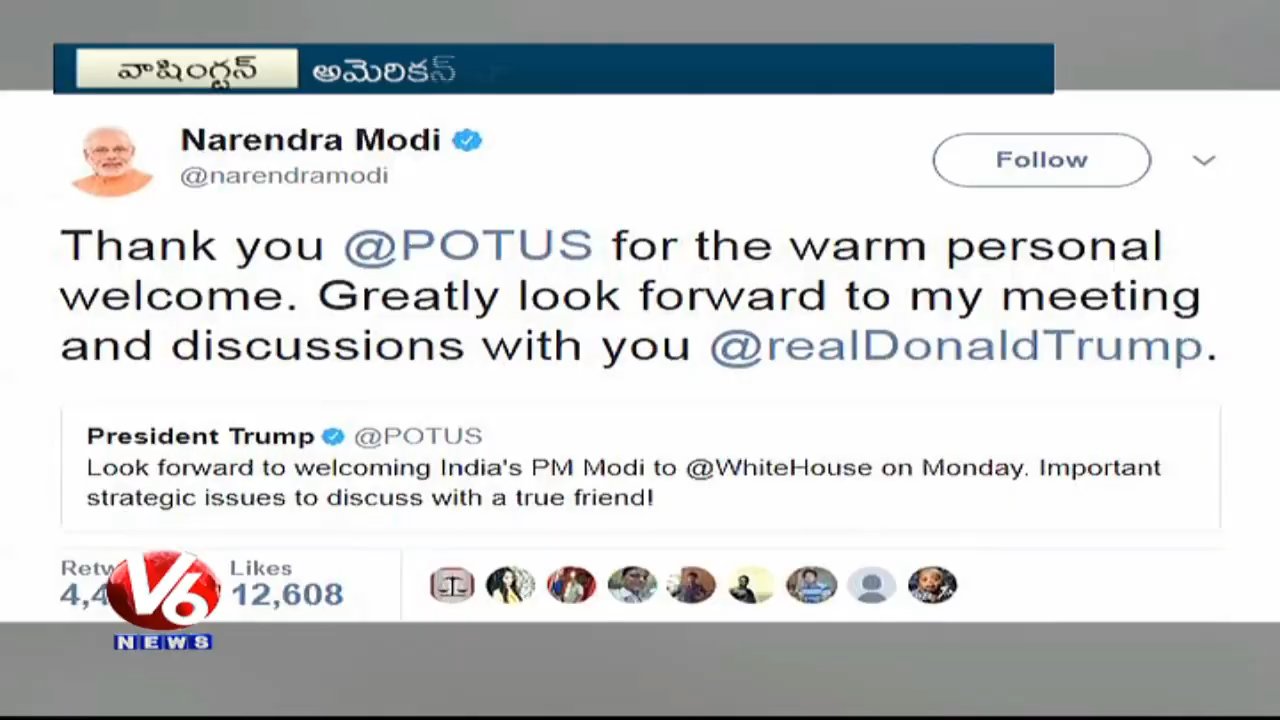 వాషింగ్టన్ అమెరికన్
Narendra Modi
@narendramodi
Follow
Thank you @POTUS for the warm personal
welcome. Greatly look forward to my meeting
and discussions with you @realDonaldTrump.
President Trump @POTUS
Look forward to welcoming India's PM Modi to @WhiteHouse on Monday. Important
strategic issues to discuss with a true friend!
Likes
12,608
V6
NEWS